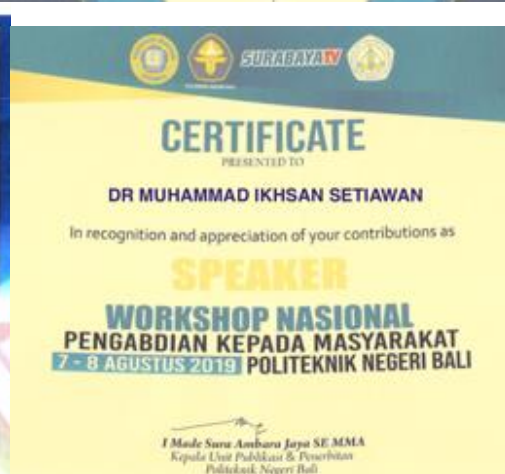 SURABAYATV
CERTIFICATE
PRESENTED TO
DR MUHAMMAD IKHSAN SETIAWAN
In recognition and appreciation of your contributions as
SPEAKER
WORKSHOP NASIONAL
PENGABDIAN KEPADA MASYARAKAT
7 - 8 AGUSTUS 2019 POLITEKNIK NEGERI BALI
I Made Sura Ambara Jaya SE MMA
Kepala Unit Publikasi & Penerbitan
Politeknik Negeri Bali